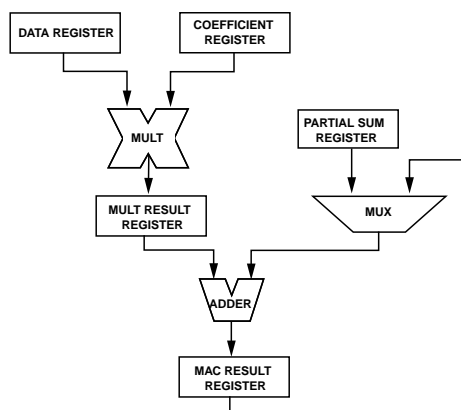 DATA REGISTER
COEFFICIENT
REGISTER
MULT
PARTIAL SUM
REGISTER
MULT RESULT
REGISTER
MUX
ADDER
MAC RESULT
REGISTER